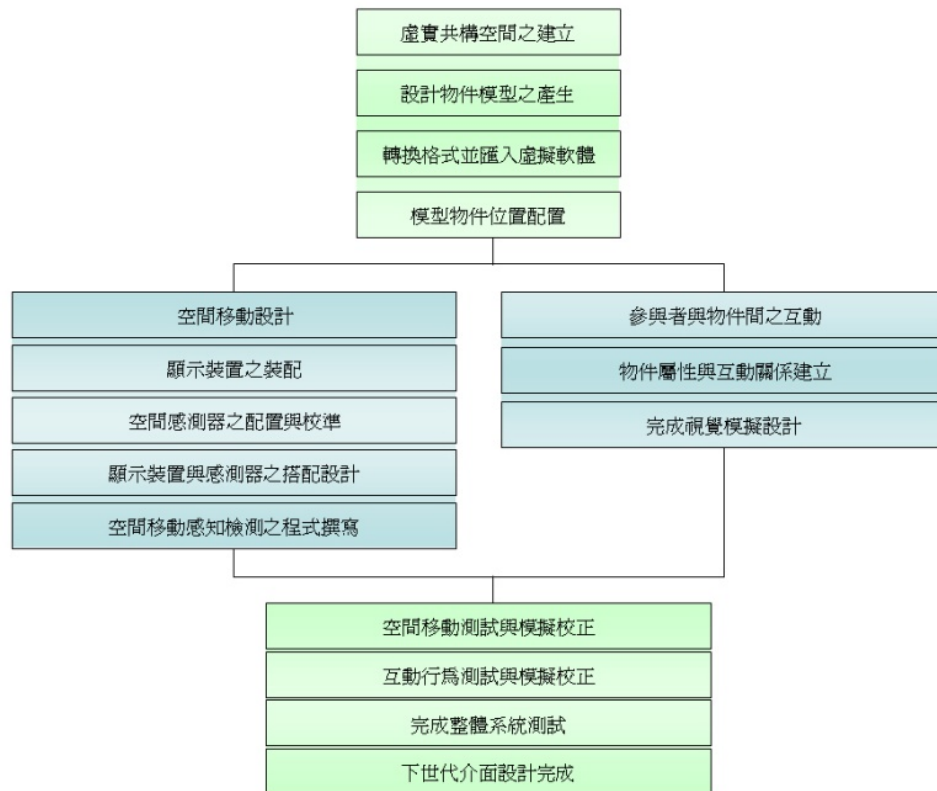 虛實共構空間之建立
設計物件模型之產生
轉換格式並匯入虛擬軟體
模型物件位置配置
空間移動設計
顯示裝置之裝配
空間感測器之配置與校準
顯示裝置與感測器之搭配設計
空間移動感知檢測之程式撰寫
參與者與物件間之互動
物件屬性與互動關係建立
完成視覺模擬設計
空間移動測試與模擬校正
互動行為測試與模擬校正
完成整體系統測試
下世代介面設計完成